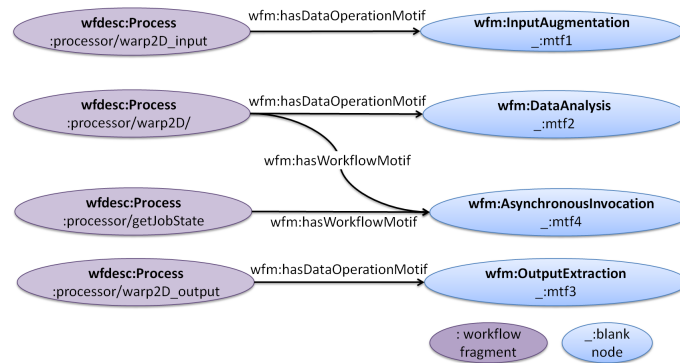 wfm:hasDataOperationMotif
wfdesc:Process
:processor/warp2D_input
wfm:InputAugmentation
_:mtf1
wfm:hasDataOperationMotif
wfdesc:Process
:processor/warp2D/
wfm:DataAnalysis
_:mtf2
wfm:hasWorkflowMotif
wfdesc:Process
:processor/getJobState
wfm:AsynchronousInvocation
_:mtf4
wfm:hasWorkflowMotif
wfm:hasDataOperationMotif
wfdesc:Process
:processor/warp2D_output
wfm:OutputExtraction
_:mtf3
: workflow
fragment
_:blank
node